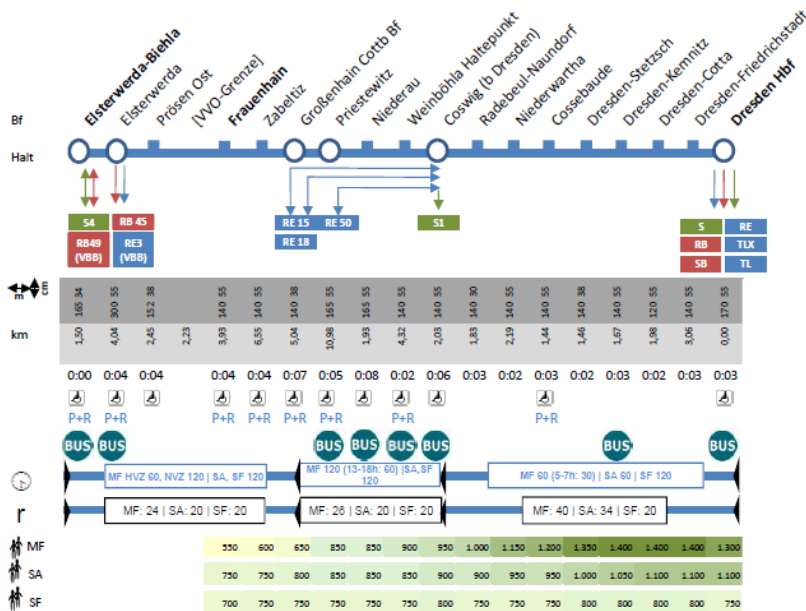 Bf
Elsterwerda-Biehla
Elsterwerda
Prösen Ost
[VVO-Grenze]
Frauenhain
Zabeltiz
Großenhain Cottb Bf
Priestewitz
Niederau
Weinböhla Haltepunkt
Coswig (b Dresden)
Radebeul-Naundorf
Niederwartha
Cossebaude
Dresden-Stetzsch
Dresden-Kemnitz
Dresden-Cotta
Dresden-Friedrichstadt
Dresden Hbf
Halt
S4 RB 45 RE 15 RE 50 S1 S RE
RB49 (VBB) RE3 (VBB) RE 18 RB TLX
SB TL
m cm
165 34 300 55 152 38 140 55 140 55 140 38 165 55 165 55 140 55 140 55 140 30 140 55 140 55 140 38 140 55 120 55 140 55 170 55
km 1,50 4,04 2,45 2,23 3,93 6,55 5,04 10,98 1,93 4,32 2,03 1,83 2,19 1,44 1,46 1,67 1,98 3,06 0,00
0:00 0:04 0:04 0:04 0:04 0:07 0:05 0:08 0:02 0:06 0:03 0:02 0:03 0:02 0:03 0:02 0:03 0:03
P+R P+R P+R P+R P+R P+R P+R P+R
BUS BUS BUS BUS BUS BUS BUS BUS
MF HVZ 60, NVZ 120 | SA, SF 120
MF 120 (13-18h: 60) |SA,SF 120
MF 60 (5-7h: 30) | SA 60 | SF 120
r MF: 24 | SA: 20 | SF: 20 MF: 26 | SA: 20 | SF: 20 MF: 40 | SA: 34 | SF: 20
MF 550 600 650 850 850 900 950 1.000 1.150 1.200 1.350 1.400 1.400 1.400 1.300
SA 750 750 800 850 850 850 900 900 950 950 1.000 1.050 1.100 1.100 1.100
SF 700 750 750 750 750 750 800 750 750 750 800 800 800 800 750